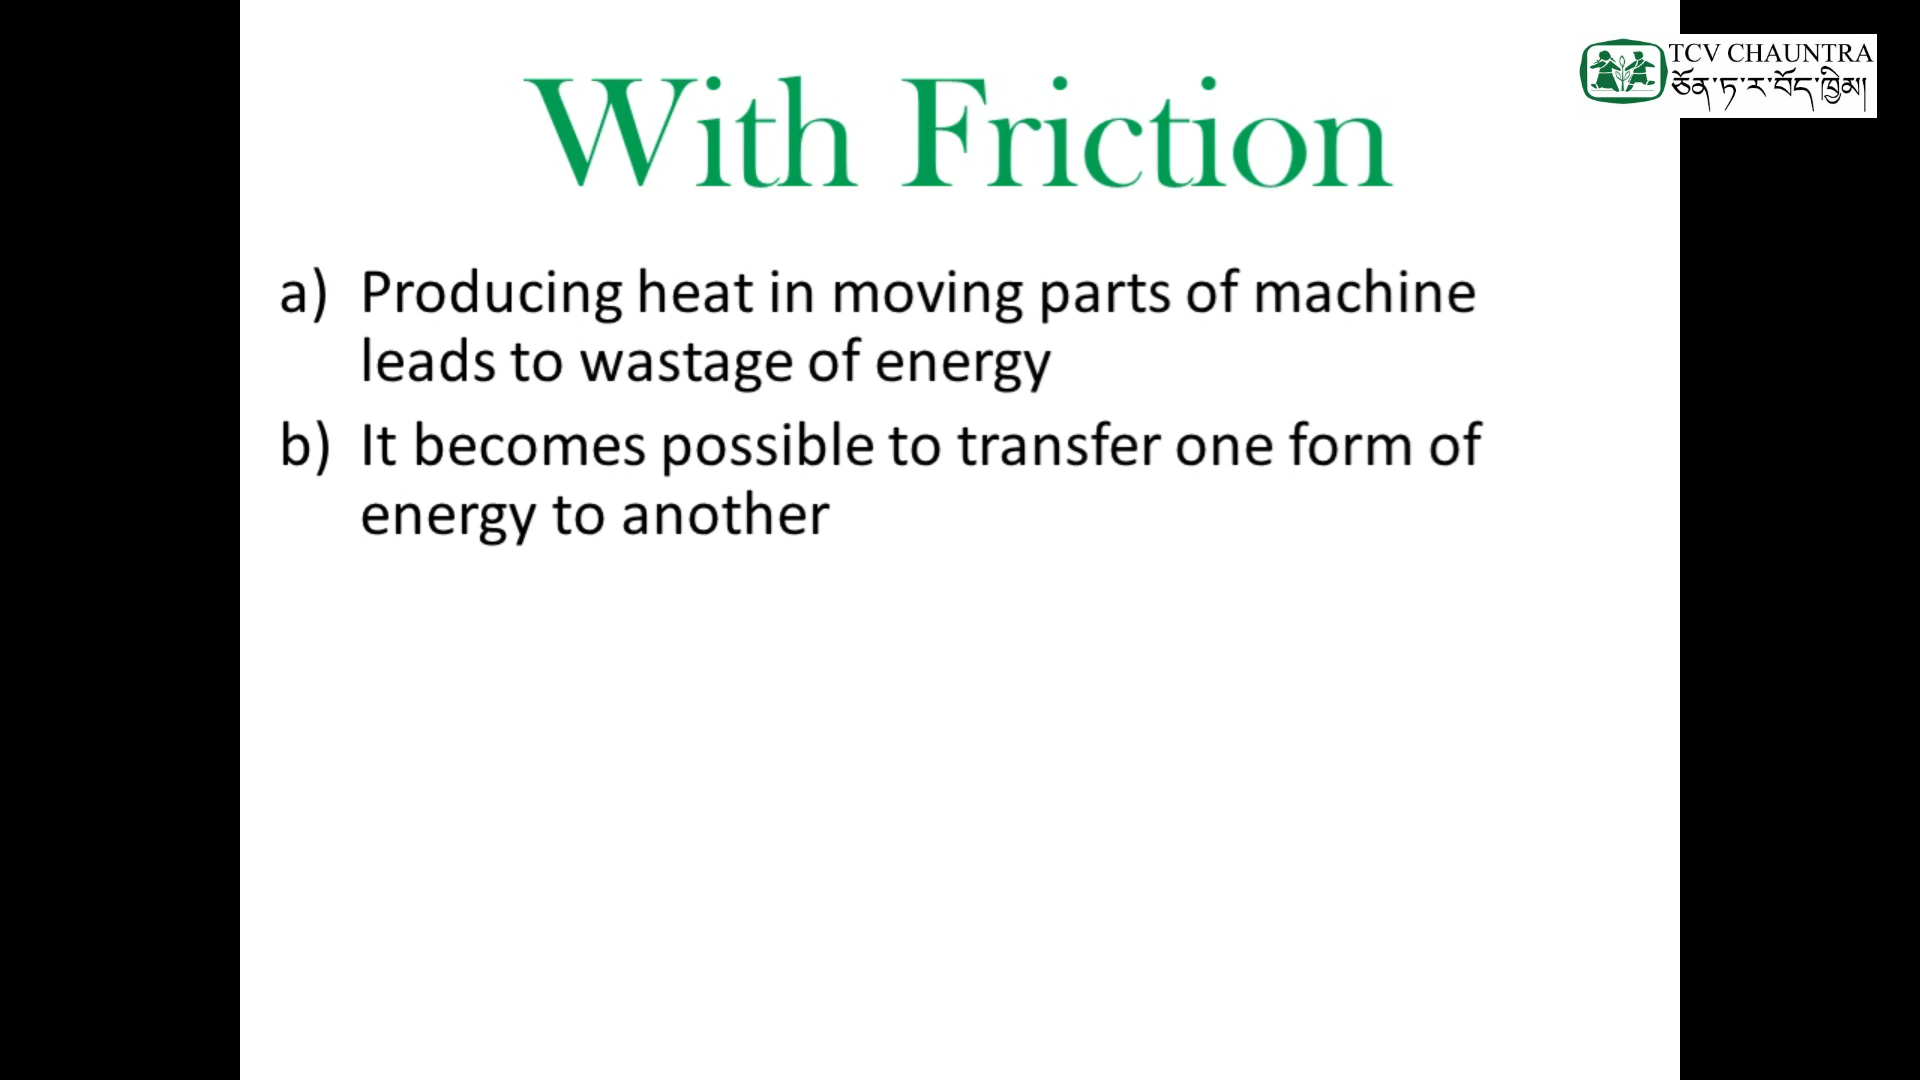 With Friction
TCV CHAUNTRA
ཅོན་ཏ་ར་བོད་ཁྱིམ།
a) Producing heat in moving parts of machine
leads to wastage of energy
b) It becomes possible to transfer one form of
energy to another